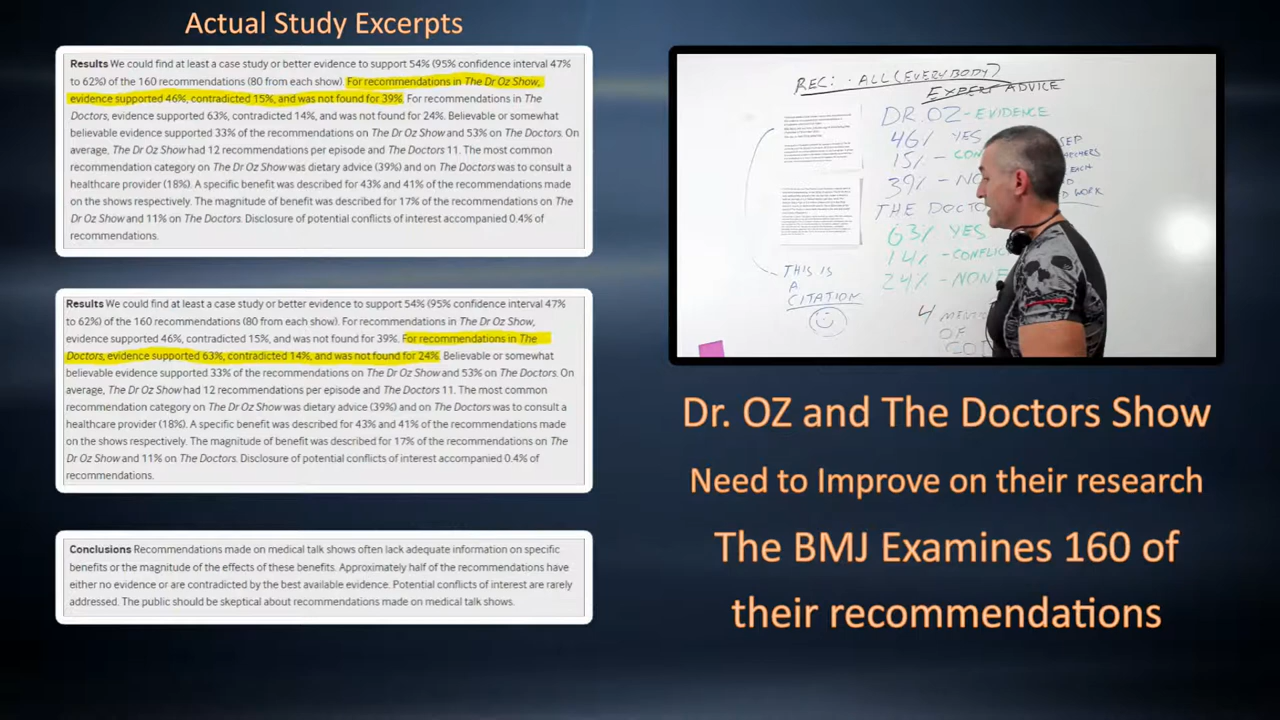 Actual Study Excerpts
Results We could find at least a case study or better evidence to support 54% (95% confidence interval 47%
to 62%) of the 160 recommendations (80 from each show). For recommendations in The Dr Oz Show,
evidence supported 46%, contradicted 15%, and was not found for 39%. For recommendations in The
Doctors, evidence supported 63%, contradicted 14%, and was not found for 24%. Believable or somewhat
believable evidence supported 33% of the recommendations on The Dr Oz Show and 53% on The Doctors. On
average, The Dr Oz Show had 12 recommendations per episode and The Doctors 11. The most common
recommendation category on The Dr Oz Show was dietary advice (39%) and on The Doctors was to consult a
healthcare provider (18%). A specific benefit was described for 43% and 41% of the recommendations made
on the shows respectively. The magnitude of benefit was described for 17% of the recommendations on The
Dr Oz Show and 11% on The Doctors. Disclosure of potential conflicts of interest accompanied 0.4% of
recommendations.
Results We could find at least a case study or better evidence to support 54% (95% confidence interval 47%
to 62%) of the 160 recommendations (80 from each show). For recommendations in The Dr Oz Show,
evidence supported 46%, contradicted 15%, and was not found for 39%. For recommendations in The
Doctors, evidence supported 63%, contradicted 14%, and was not found for 24%. Believable or somewhat
believable evidence supported 33% of the recommendations on The Dr Oz Show and 53% on The Doctors. On
average, The Dr Oz Show had 12 recommendations per episode and The Doctors 11. The most common
recommendation category on The Dr Oz Show was dietary advice (39%) and on The Doctors was to consult a
healthcare provider (18%). A specific benefit was described for 43% and 41% of the recommendations made
on the shows respectively. The magnitude of benefit was described for 17% of the recommendations on The
Dr Oz Show and 11% on The Doctors. Disclosure of potential conflicts of interest accompanied 0.4% of
recommendations.
Conclusions Recommendations made on medical talk shows often lack adequate information on specific
benefits or the magnitude of the effects of these benefits. Approximately half of the recommendations have
either no evidence or are contradicted by the best available evidence. Potential conflicts of interest are rarely
addressed. The public should be skeptical about recommendations made on medical talk shows.
REC: . ALL (EVERYBODY)
EXPERT ADVICE
DR. OZ - EVIDENCE
46%
15% - CON
39% - NO
THE DOCTO
63% YES
14% - CONFLIC
24% - NONE
EACH
WORK
THIS IS
A
CITATION
4
OF
Dr. OZ and The Doctors Show
Need to Improve on their research
The BMJ Examines 160 of
their recommendations